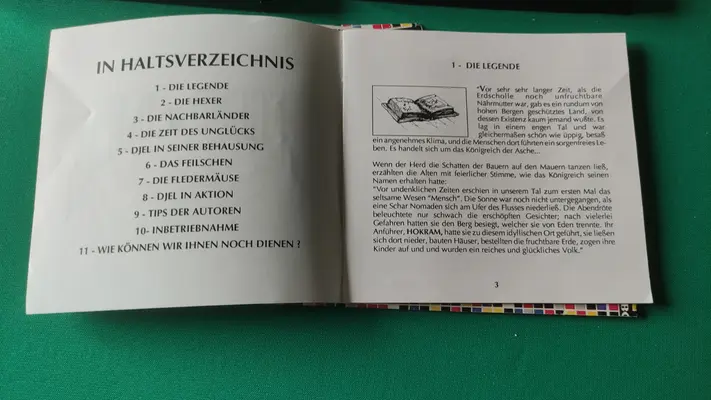 IN HALTSVERZEICHNIS
1 - DIE LEGENDE
2 - DIE HEXER
3 - DIE NACHBARLÄNDER
4 - DIE ZEIT DES UNGLÜCKS
5 - DJEL IN SEINER BEHAUSUNG
6 - DAS FEILSCHEN
7 - DIE FLEDERMÄUSE
8 - DJEL IN AKTION
9 - TIPS DER AUTOREN
10- INBETRIEBNAHME
11 - WIE KÖNNEN WIR IHNEN NOCH DIENEN ?
1 - DIE LEGENDE
"Vor sehr sehr langer Zeit, als die
Erdscholle noch unfruchtbare
Nährmutter war, gab es ein rundum von
hohen Bergen geschütztes Land, von
dessen Existenz kaum jemand wußte. Es
lag in einem engen Tal und war
gleichermaßen schön wie üppig, besaß
ein angenehmes Klima, und die Menschen dort führten ein sorgenfreies Le-
ben. Es handelt sich um das Königreich der Asche...
Wenn der Herd die Schatten der Bauern auf den Mauern tanzen ließ,
erzählten die Alten mit feierlicher Stimme, wie das Königreich seinen
Namen erhalten hatte:
"Vor undenklichen Zeiten erschien in unserem Tal zum ersten Mal das
seltsame Wesen "Mensch". Die Sonne war noch nicht untergegangen, als
eine Schar Nomaden sich am Ufer des Flusses niederließ. Die Abendröte
beleuchtete nur schwach die erschöpften Gesichter; nach vielerlei
Gefahren hatten sie den Berg besiegt, welcher sie von Eden trennte. Ihr
Anführer, HOKRAM, hatte sie zu diesem idyllischen Ort geführt, sie ließen
sich dort nieder, bauten Häuser, bestellten die fruchtbare Erde, zogen ihre
Kinder auf und und wurden ein reiches und glückliches Volk."
3